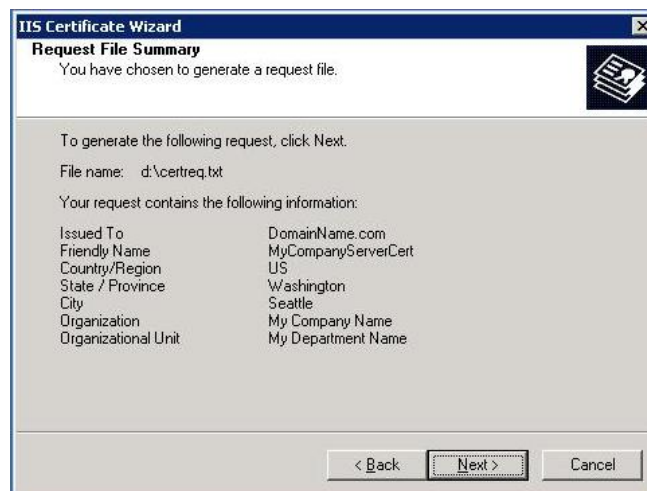 IIS Certificate Wizard
Request File Summary
You have chosen to generate a request file.
To generate the following request, click Next.
File name: d:\certreq.txt
Your request contains the following information:
Issued To DomainName.com
Friendly Name MyCompanyServerCert
Country/Region US
State / Province Washington
City Seattle
Organization My Company Name
Organizational Unit My Department Name
< Back Next > Cancel